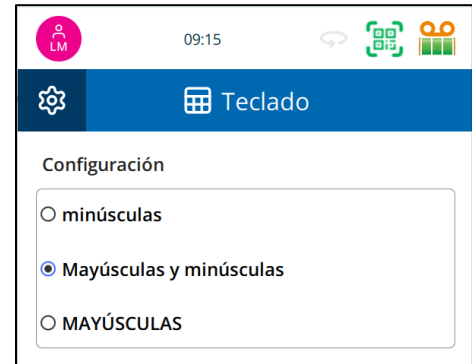 LM
09:15
Teclado
Configuración
minúsculas
Mayúsculas y minúsculas
MAYÚSCULAS